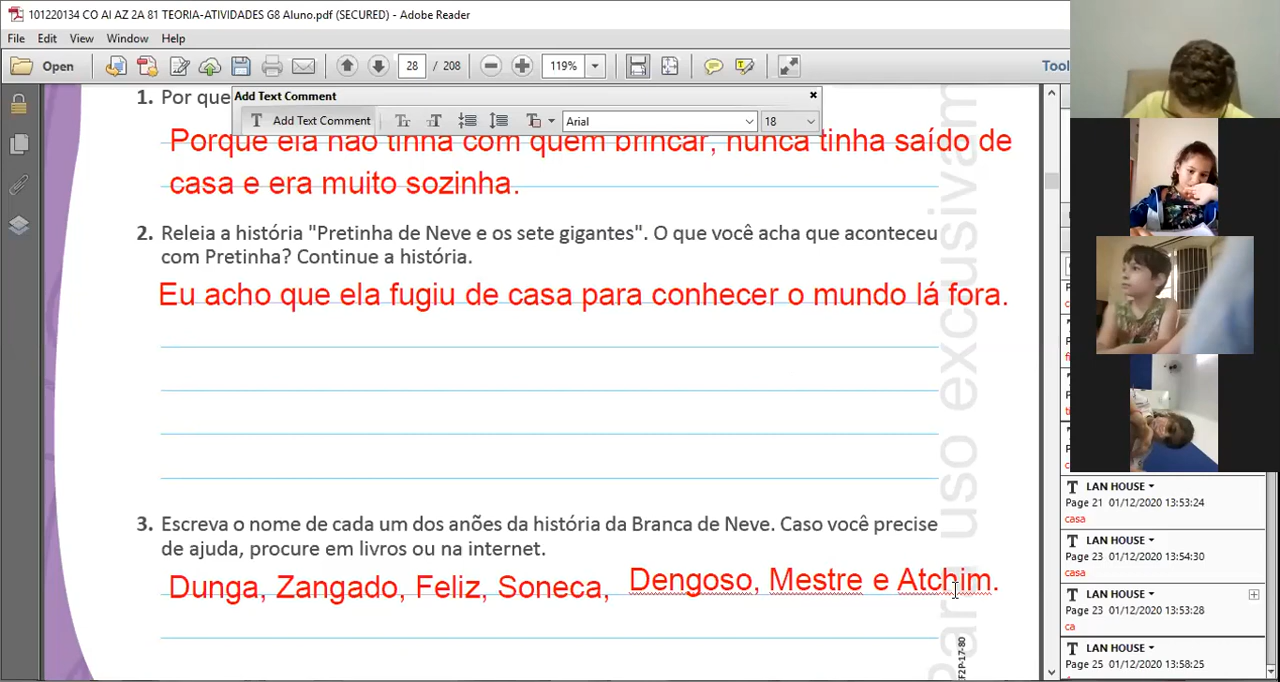 101220134 CO AI AZ 2A 81 TEORIA-ATIVIDADES G8 Aluno.pdf (SECURED) - Adobe Reader
File Edit View Window Help
Open 28 / 208 119% Tool
Add Text Comment
Add Text Comment Arial 18
1. Por que
Porque ela não tinha com quem brincar, nunca tinha saído de
casa e era muito sozinha.
2. Releia a história "Pretinha de Neve e os sete gigantes". O que você acha que aconteceu
com Pretinha? Continue a história.
Eu acho que ela fugiu de casa para conhecer o mundo lá fora.
3. Escreva o nome de cada um dos anões da história da Branca de Neve. Caso você precise
de ajuda, procure em livros ou na internet.
Dunga, Zangado, Feliz, Soneca, Dengoso, Mestre e Atchim.
Para uso exclusivam
EF2P-17-80
LAN HOUSE
Page 21 01/12/2020 13:53:24
casa
LAN HOUSE
Page 23 01/12/2020 13:54:30
casa
LAN HOUSE
Page 23 01/12/2020 13:53:28
ca
LAN HOUSE
Page 25 01/12/2020 13:58:25